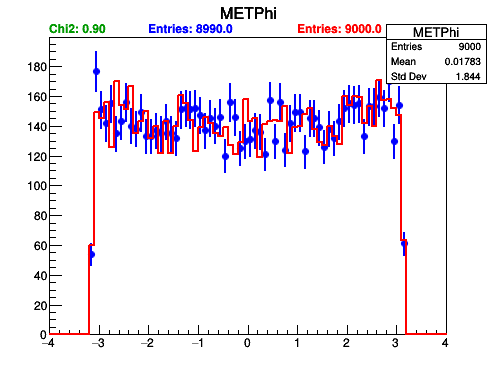 METPhi
Chi2: 0.90 Entries: 8990.0 Entries: 9000.0
METPhi
Entries 9000
Mean 0.01783
Std Dev 1.844
180
160
140
120
100
80
60
40
20
0
−4 −3 −2 −1 0 1 2 3 4